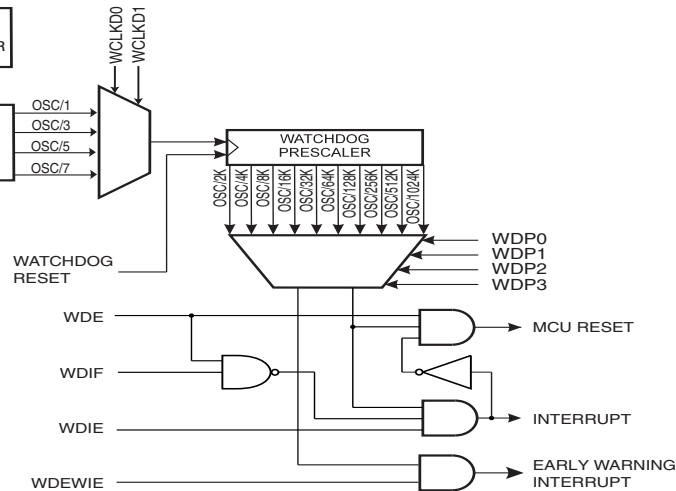 R
WCLKD0
WCLKD1
OSC/1
OSC/3
OSC/5
OSC/7
WATCHDOG
PRESCALER
OSC/2K
OSC/4K
OSC/8K
OSC/16K
OSC/32K
OSC/64K
OSC/128K
OSC/256K
OSC/512K
OSC/1024K
WDP0
WDP1
WDP2
WDP3
WATCHDOG
RESET
WDE
MCU RESET
WDIF
INTERRUPT
WDIE
EARLY WARNING
INTERRUPT
WDEWIE